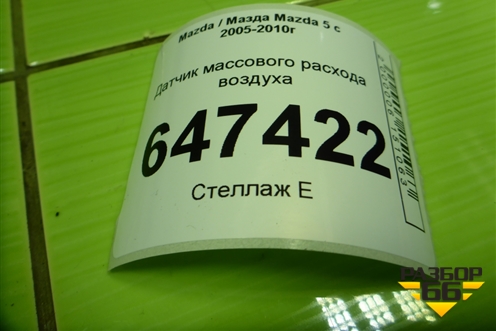 Mazda / Мазда Mazda 5 с
2005-2010г
Датчик массового расхода
воздуха
647422
Стеллаж Е
РАЗБОР
66